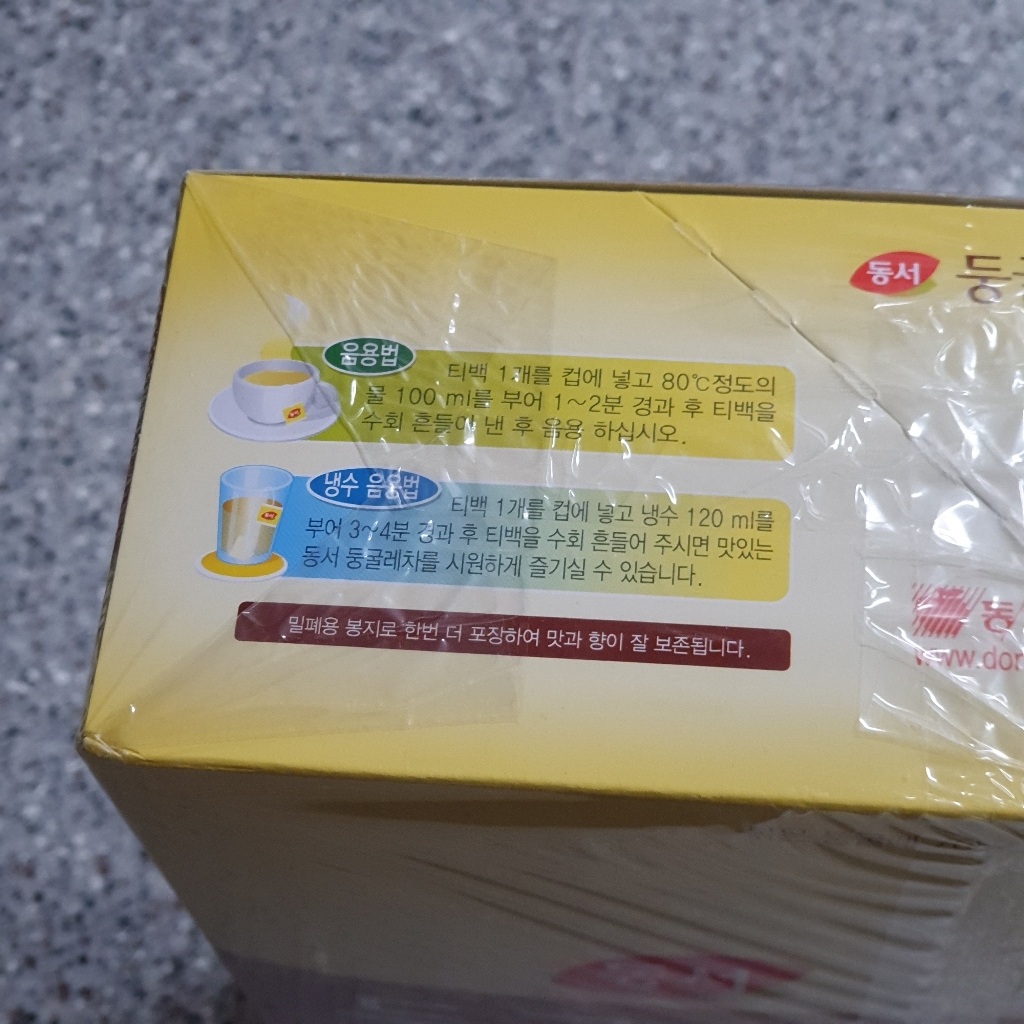 동서
음용법
티백 1개를 컵에 넣고 80℃정도의
물 100 ml를 부어 1~2분 경과 후 티백을
수회 흔들어 낸 후 음용 하십시오.
냉수 음용법
티백 1개를 컵에 넣고 냉수 120 ml를
부어 3~4분 경과 후 티백을 수회 흔들어 주시면 맛있는
동서 둥굴레차를 시원하게 즐기실 수 있습니다.
밀폐용 봉지로 한번 더 포장하여 맛과 향이 잘 보존됩니다.